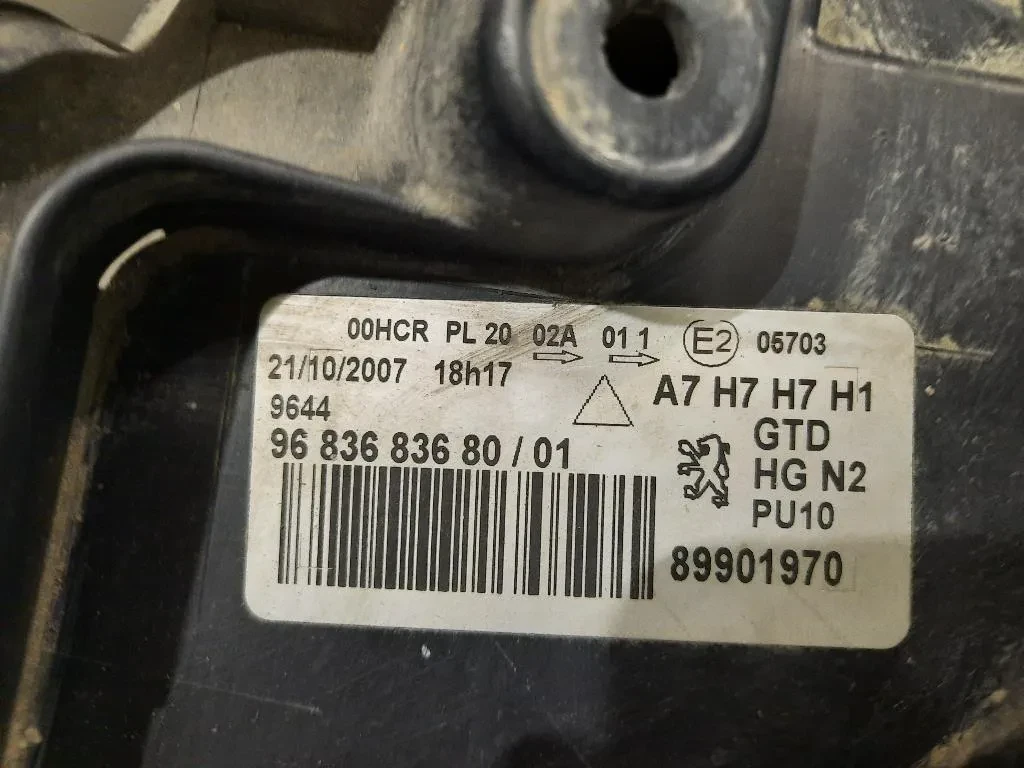 00HCR PL 20 02A 01 1 E2 05703
21/10/2007 18h17
A7 H7 H7 H1
9644
GTD
96 836 836 80 / 01
HG N2
PU10
89901970